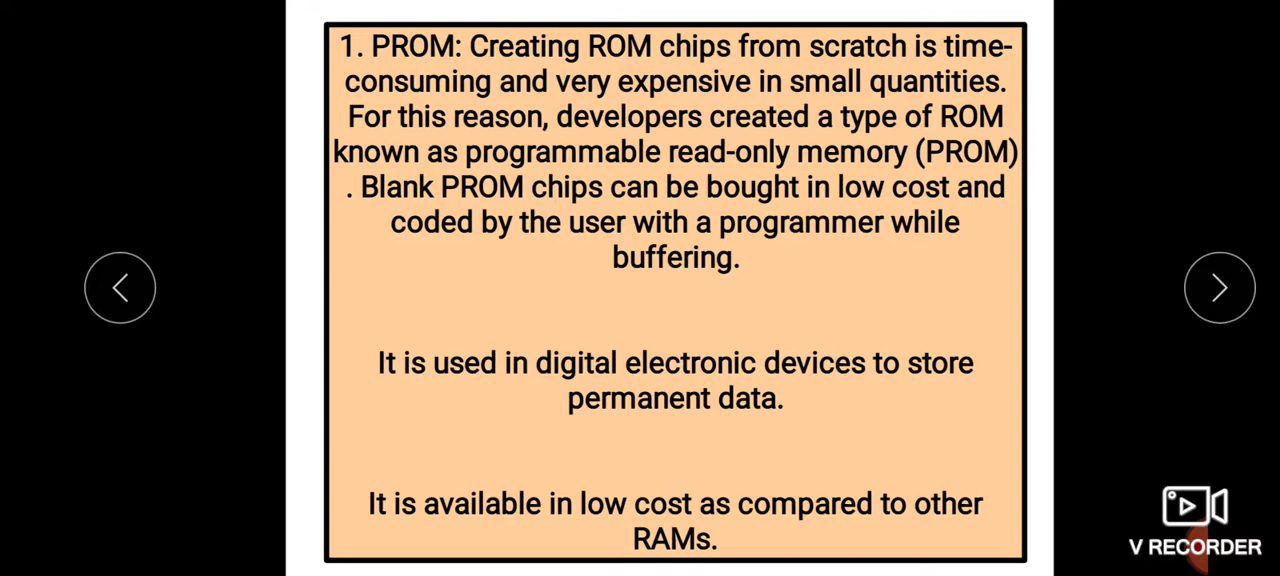 1. PROM: Creating ROM chips from scratch is time-
consuming and very expensive in small quantities.
For this reason, developers created a type of ROM
known as programmable read-only memory (PROM)
. Blank PROM chips can be bought in low cost and
coded by the user with a programmer while
buffering.
It is used in digital electronic devices to store
permanent data.
It is available in low cost as compared to other
RAMs.
V RECORDER